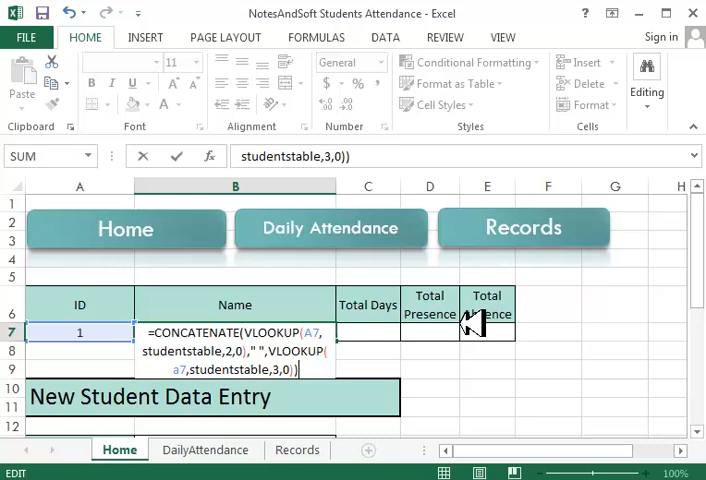 NotesAndSoft Students Attendance - Excel
FILE HOME INSERT PAGE LAYOUT FORMULAS DATA REVIEW VIEW Sign in
Paste
11
B I U
General
$ % ,
Conditional Formatting
Format as Table
Cell Styles
Insert
Delete
Format
Editing
Clipboard Font Alignment Number Styles Cells
SUM fx studentstable,3,0))
A B C D E F G H
1
2
3
4
Home Daily Attendance Records
5
6 ID Name Total Days Total Presence Total
7 1 =CONCATENATE(VLOOKUP(A7,
8 studentstable,2,0)," ",VLOOKUP(
9 a7,studentstable,3,0))
10
11
New Student Data Entry
12
Home DailyAttendance Records
EDIT 100%